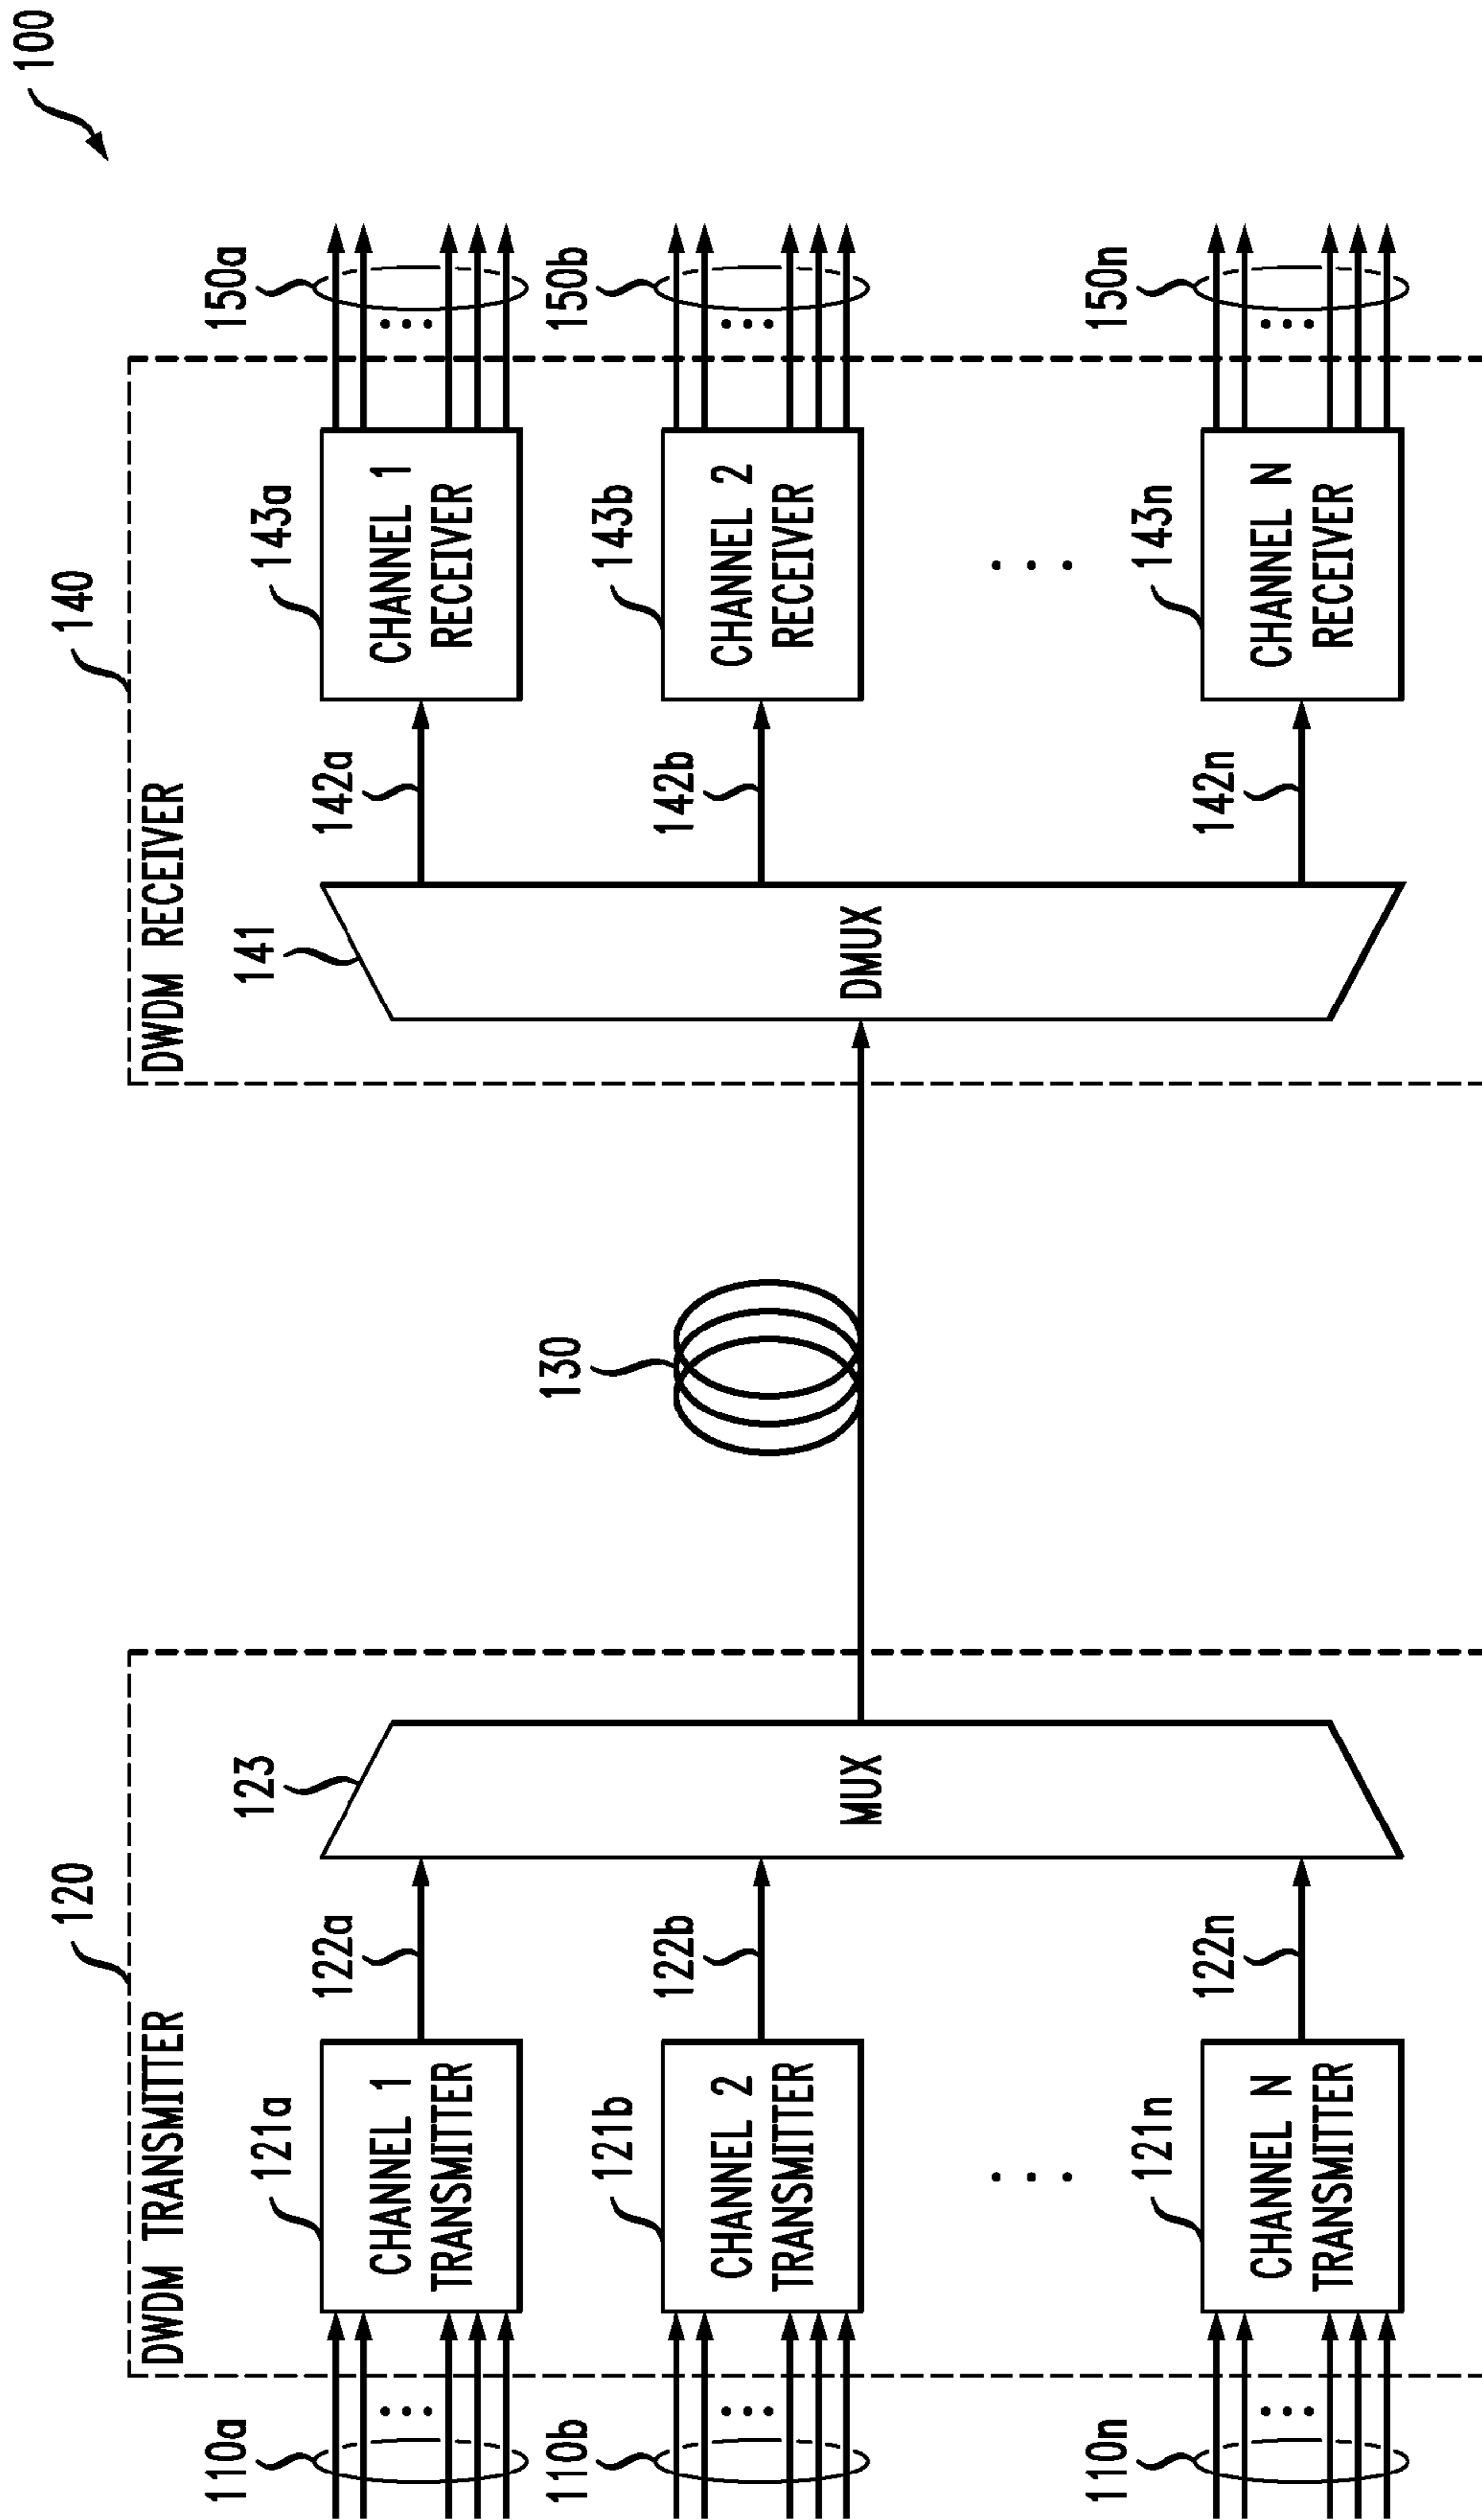 100
120
DWDM TRANSMITTER
110a
121a
CHANNEL 1
TRANSMITTER
122a
110b
121b
CHANNEL 2
TRANSMITTER
122b
110n
121n
CHANNEL N
TRANSMITTER
122n
123
MUX
130
140
DWDM RECEIVER
141
DMUX
142a
143a
CHANNEL 1
RECEIVER
150a
142b
143b
CHANNEL 2
RECEIVER
150b
142n
143n
CHANNEL N
RECEIVER
150n